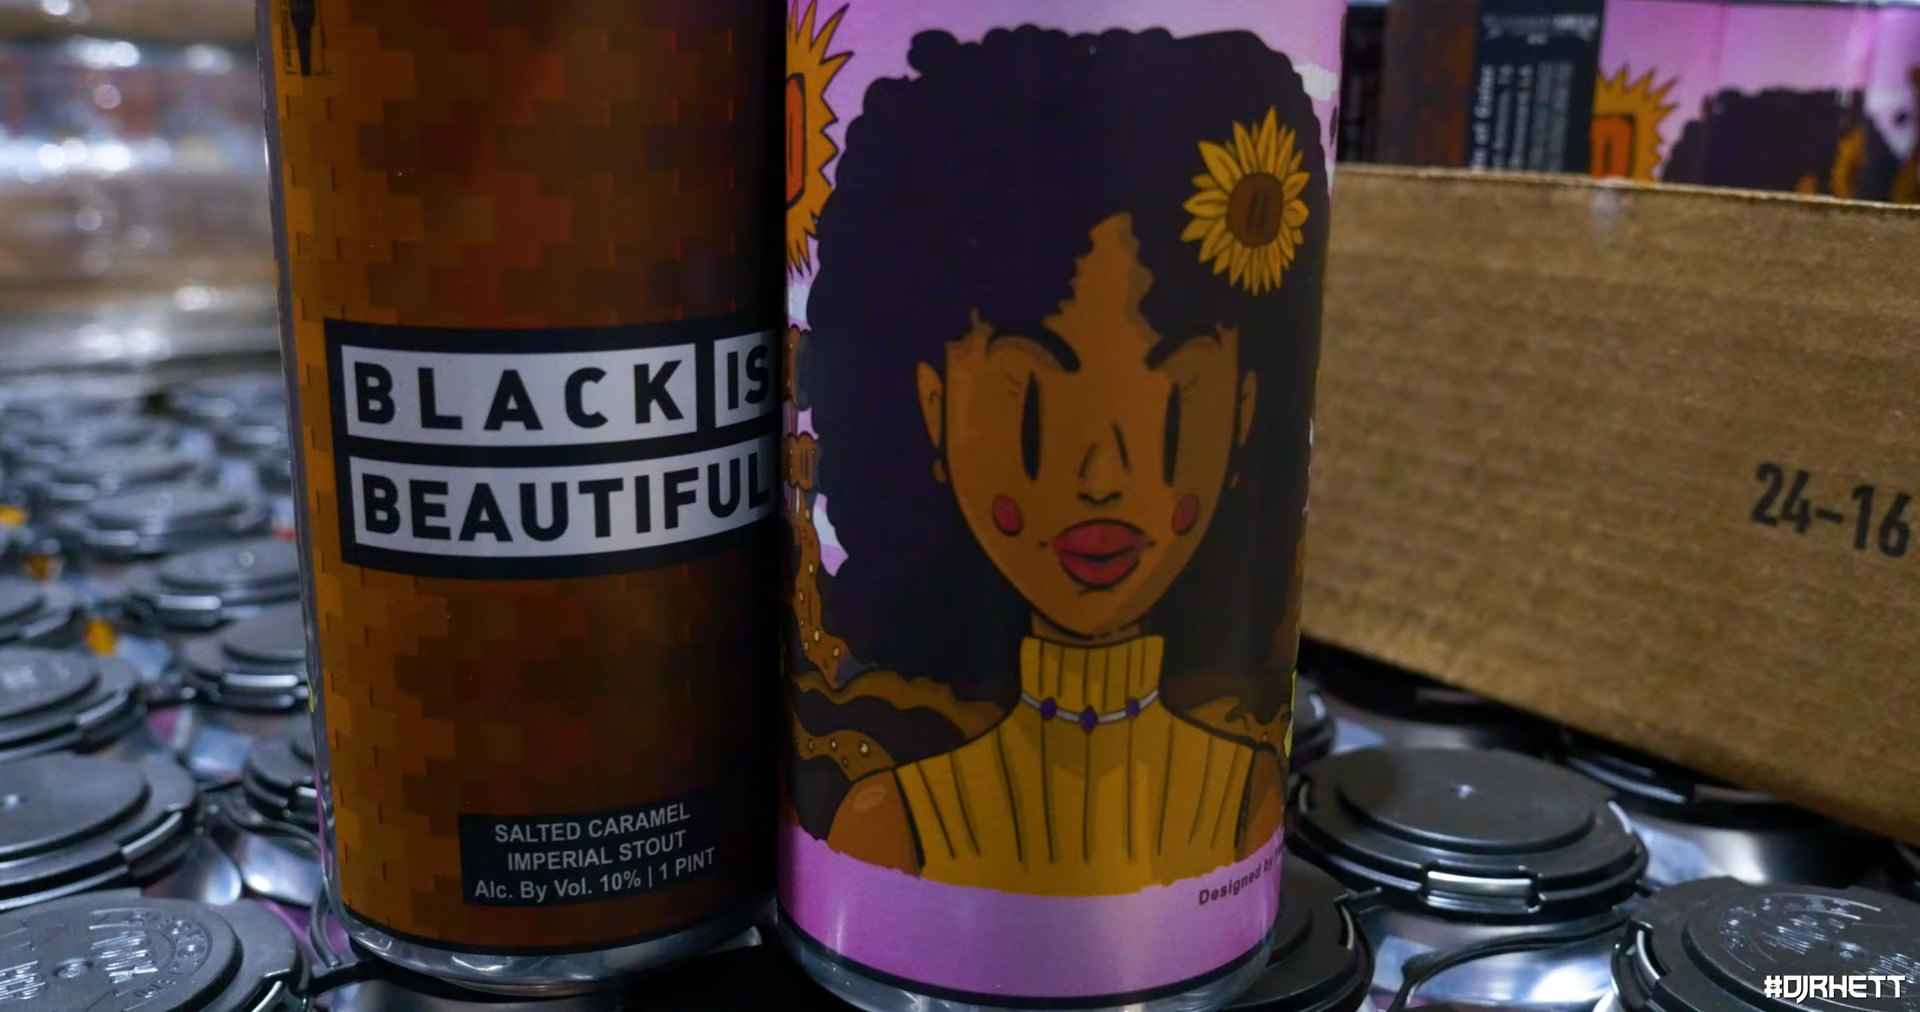 BLACK IS
BEAUTIFUL
SALTED CARAMEL
IMPERIAL STOUT
Alc. By Vol. 10% | 1 PINT
Designed by
24-16
#DJRHETT